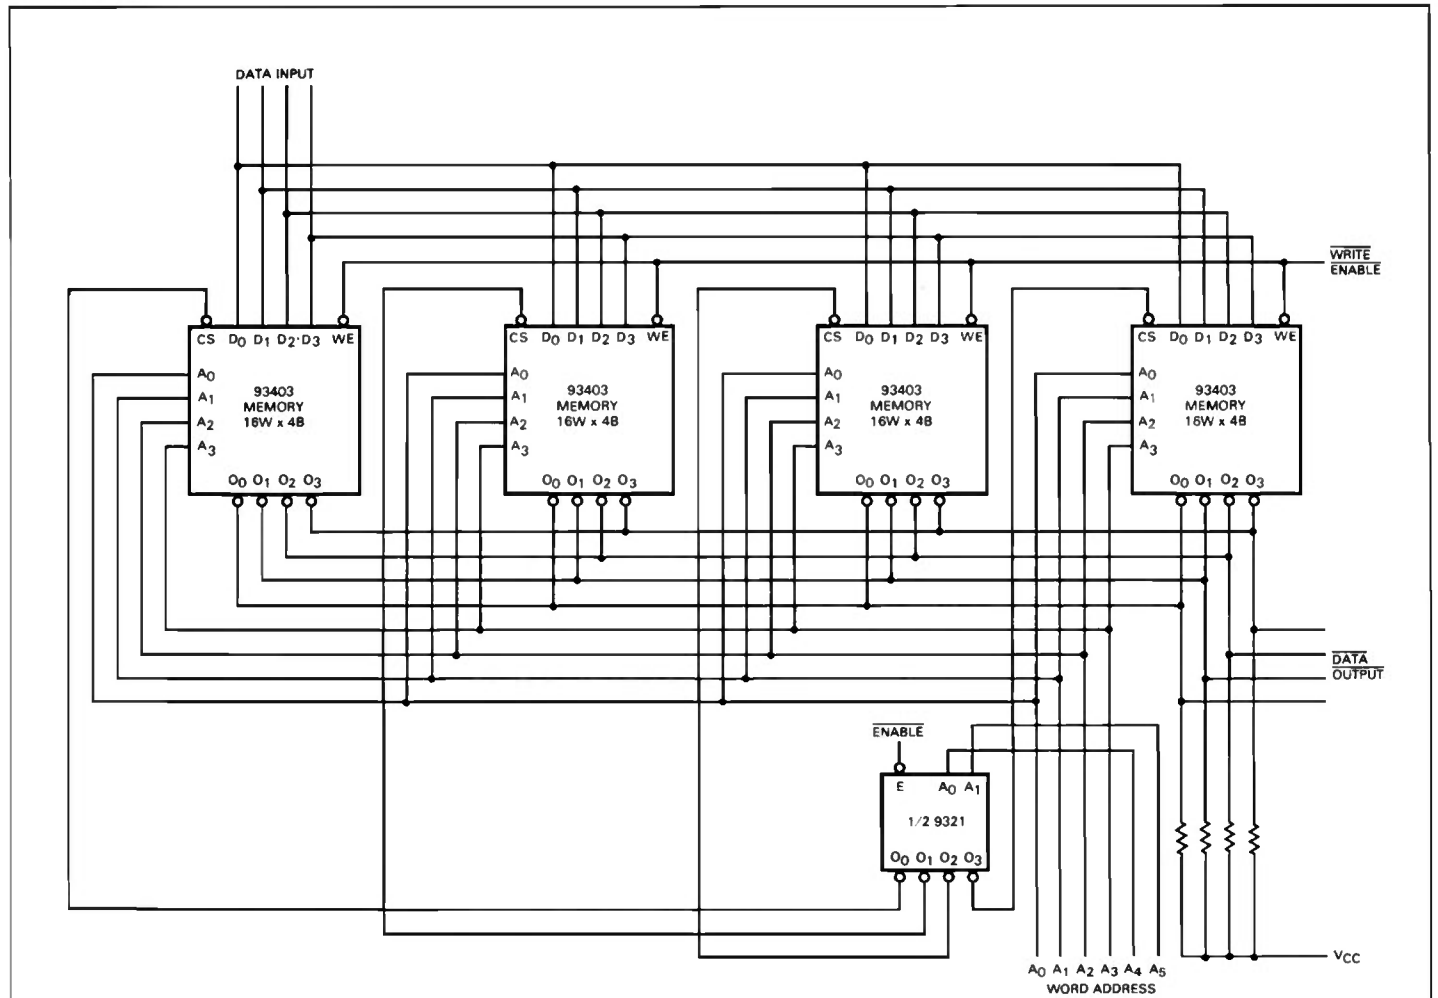 DATA INPUT
WRITE
ENABLE
CS D0 D1 D2 D3 WE
A0
A1
A2
A3
93403
MEMORY
16W x 4B
O0 O1 O2 O3
CS D0 D1 D2 D3 WE
A0
A1
A2
A3
93403
MEMORY
16W x 4B
O0 O1 O2 O3
CS D0 D1 D2 D3 WE
A0
A1
A2
A3
93403
MEMORY
16W x 4B
O0 O1 O2 O3
CS D0 D1 D2 D3 WE
A0
A1
A2
A3
93403
MEMORY
16W x 4B
O0 O1 O2 O3
DATA
OUTPUT
ENABLE
E A0 A1
1/2 9321
O0 O1 O2 O3
VCC
A0 A1 A2 A3 A4 A5
WORD ADDRESS